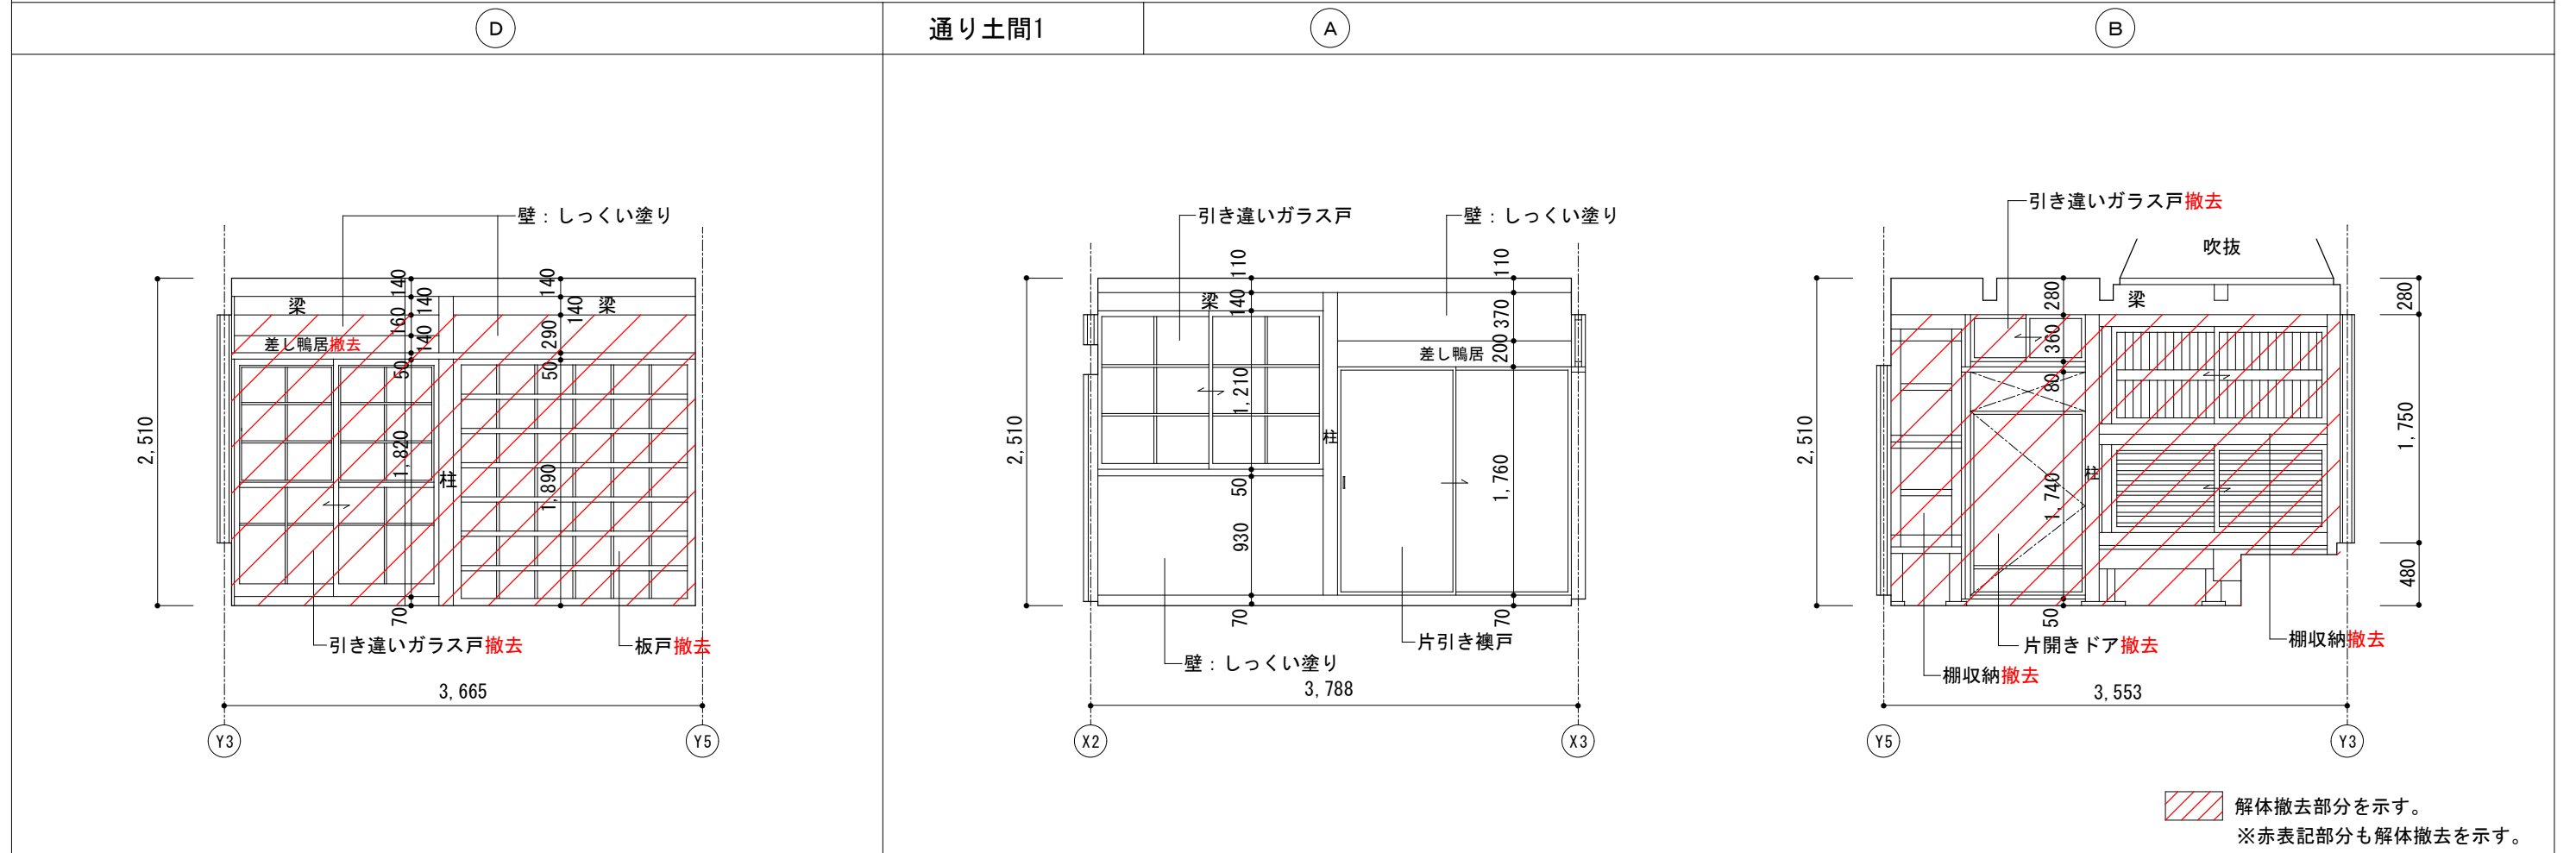 D
通り土間1
A
B
壁：しっくい塗り
梁
梁
差し鴨居撤去
柱
140
140
160
140
50
1,820
70
140
140
290
50
1,890
2,510
引き違いガラス戸撤去
板戸撤去
3,665
Y3
Y5
引き違いガラス戸
壁：しっくい塗り
梁
差し鴨居
柱
110
140
1,210
50
930
70
110
370
200
1,760
70
2,510
片引き襖戸
壁：しっくい塗り
3,788
X2
X3
引き違いガラス戸撤去
吹抜
梁
柱
280
360
80
1,740
50
2,510
280
1,750
480
片開きドア撤去
棚収納撤去
棚収納撤去
3,553
Y5
Y3
解体撤去部分を示す。
※赤表記部分も解体撤去を示す。